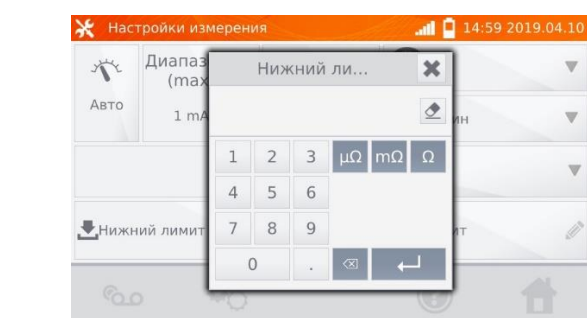 Настройки измерения 14:59 2019.04.10
Диапаз
(max
Нижний ли...
Авто
1 mA
ин
1 2 3 µΩ mΩ Ω
4 5 6
Нижний лимит 7 8 9 ит
0 .